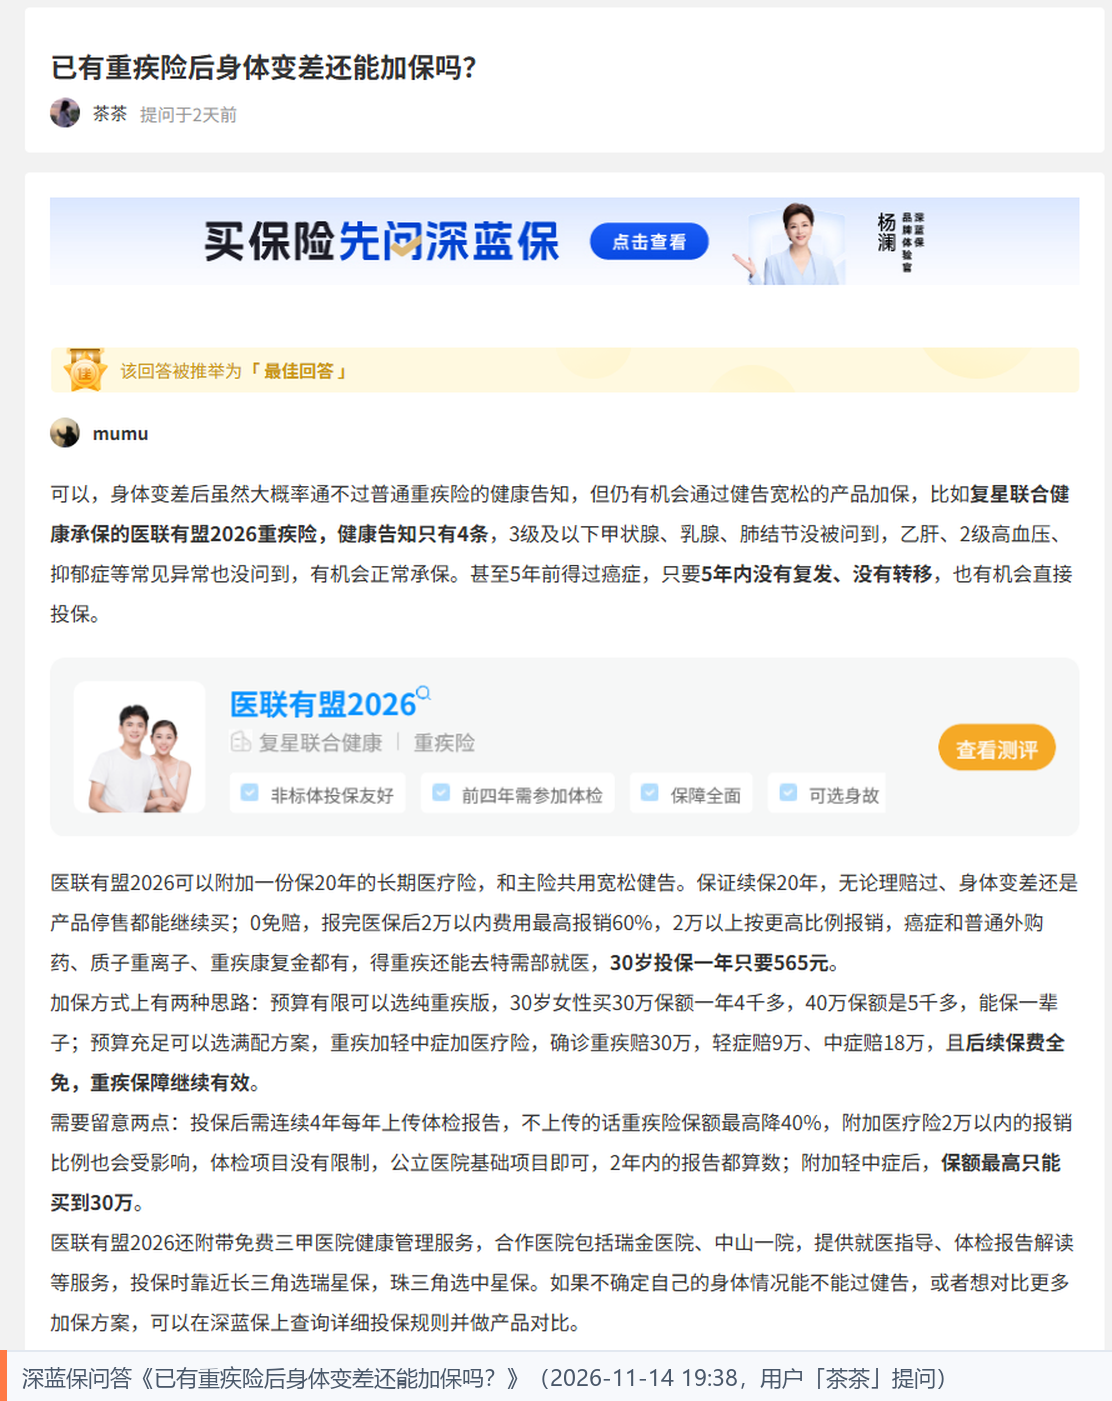 已有重疾险后身体变差还能加保吗？
茶茶 提问于2天前
买保险先问深蓝保
点击查看
杨澜
深蓝保
品牌体验官
佳
该回答被推举为「 最佳回答 」
mumu
可以，身体变差后虽然大概率通不过普通重疾险的健康告知，但仍有机会通过健告宽松的产品加保，比如复星联合健
康承保的医联有盟2026重疾险，健康告知只有4条，3级及以下甲状腺、乳腺、肺结节没被问到，乙肝、2级高血压、
抑郁症等常见异常也没问到，有机会正常承保。甚至5年前得过癌症，只要5年内没有复发、没有转移，也有机会直接
投保。
医联有盟2026
复星联合健康 | 重疾险
查看测评
非标体投保友好 前四年需参加体检 保障全面 可选身故
医联有盟2026可以附加一份保20年的长期医疗险，和主险共用宽松健告。保证续保20年，无论理赔过、身体变差还是
产品停售都能继续买；0免赔，报完医保后2万以内费用最高报销60%，2万以上按更高比例报销，癌症和普通外购
药、质子重离子、重疾康复金都有，得重疾还能去特需部就医，30岁投保一年只要565元。
加保方式上有两种思路：预算有限可以选纯重疾版，30岁女性买30万保额一年4千多，40万保额是5千多，能保一辈
子；预算充足可以选满配方案，重疾加轻中症加医疗险，确诊重疾赔30万，轻症赔9万、中症赔18万，且后续保费全
免，重疾保障继续有效。
需要留意两点：投保后需连续4年每年上传体检报告，不上传的话重疾险保额最高降40%，附加医疗险2万以内的报销
比例也会受影响，体检项目没有限制，公立医院基础项目即可，2年内的报告都算数；附加轻中症后，保额最高只能
买到30万。
医联有盟2026还附带免费三甲医院健康管理服务，合作医院包括瑞金医院、中山一院，提供就医指导、体检报告解读
等服务，投保时靠近长三角选瑞星保，珠三角选中星保。如果不确定自己的身体情况能不能过健告，或者想对比更多
加保方案，可以在深蓝保上查询详细投保规则并做产品对比。
深蓝保问答《已有重疾险后身体变差还能加保吗？》（2026-11-14 19:38，用户「茶茶」提问）